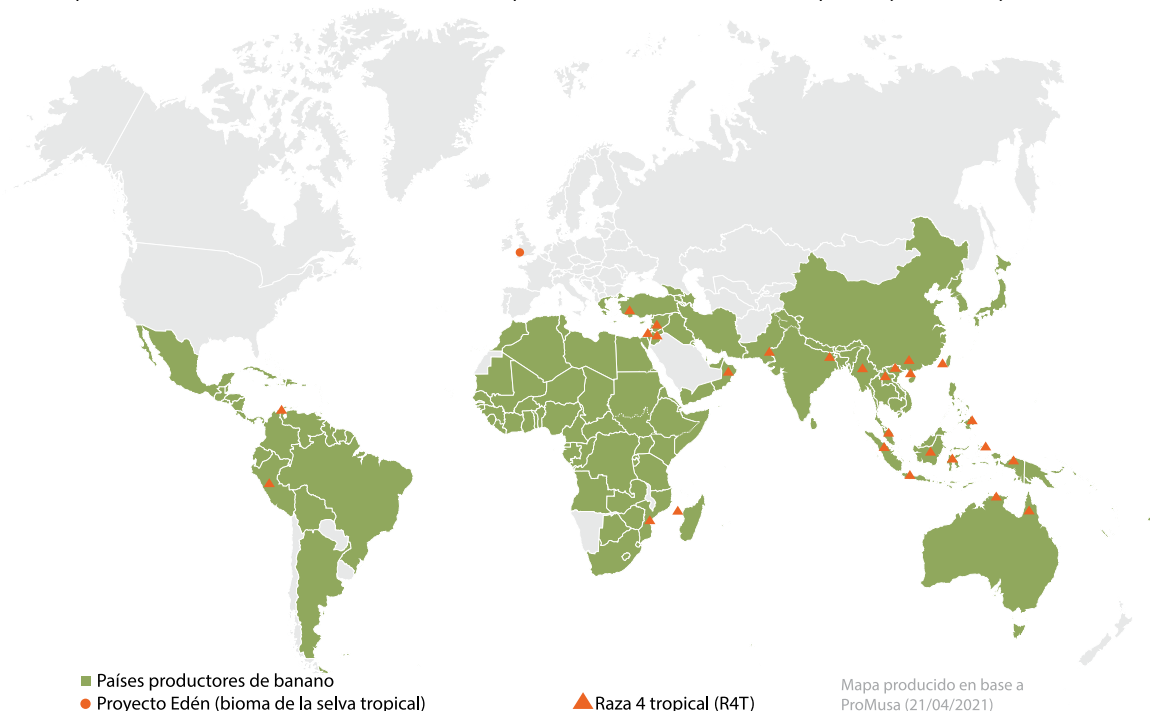 Países productores de banano
Proyecto Edén (bioma de la selva tropical)
Raza 4 tropical (R4T)
Mapa producido en base a
ProMusa (21/04/2021)